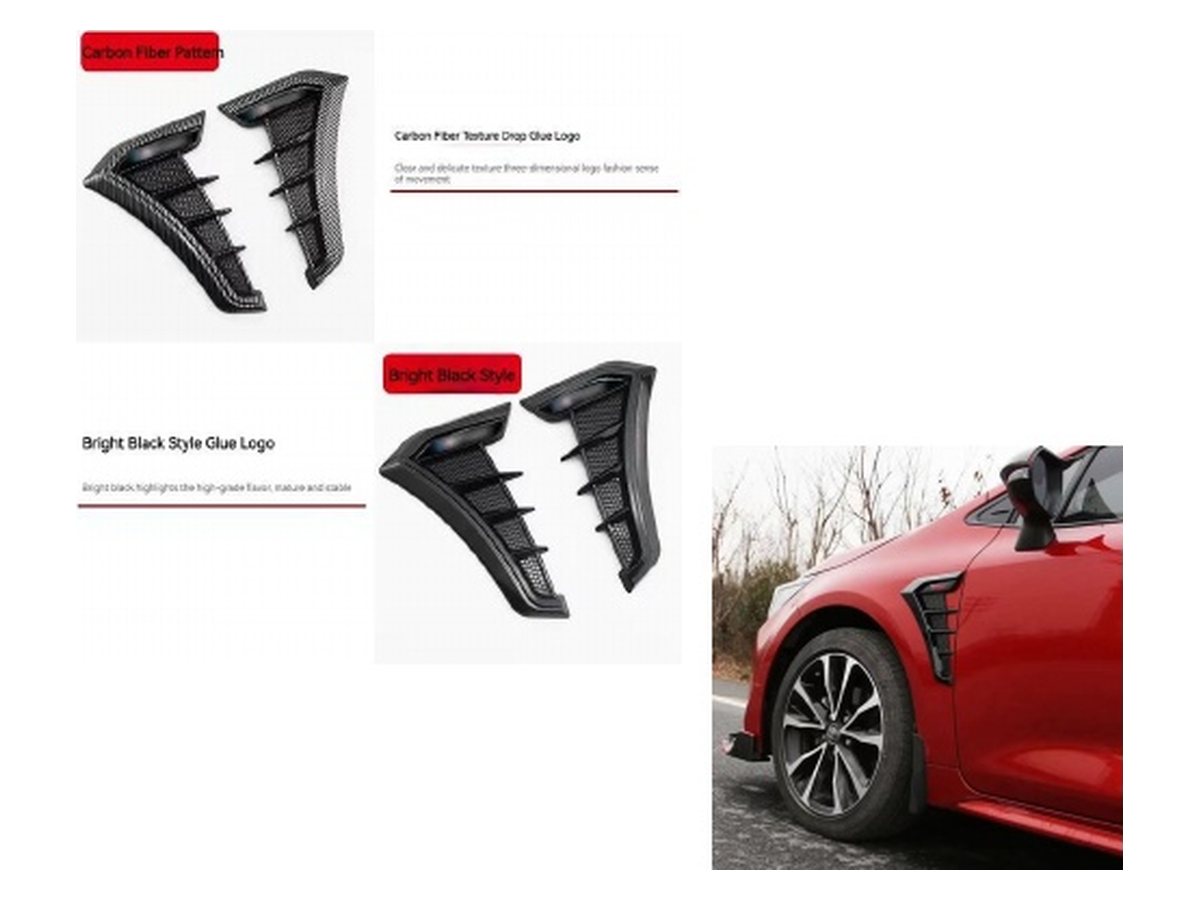 Carbon Fiber Pattern
Carbon Fiber Texture Drop Glue Logo
Clear and delicate texture three-dimensional logo fashion sense
of movement
Bright Black Style
Bright Black Style Glue Logo
Bright black highlights the high-grade flavor, mature and stable